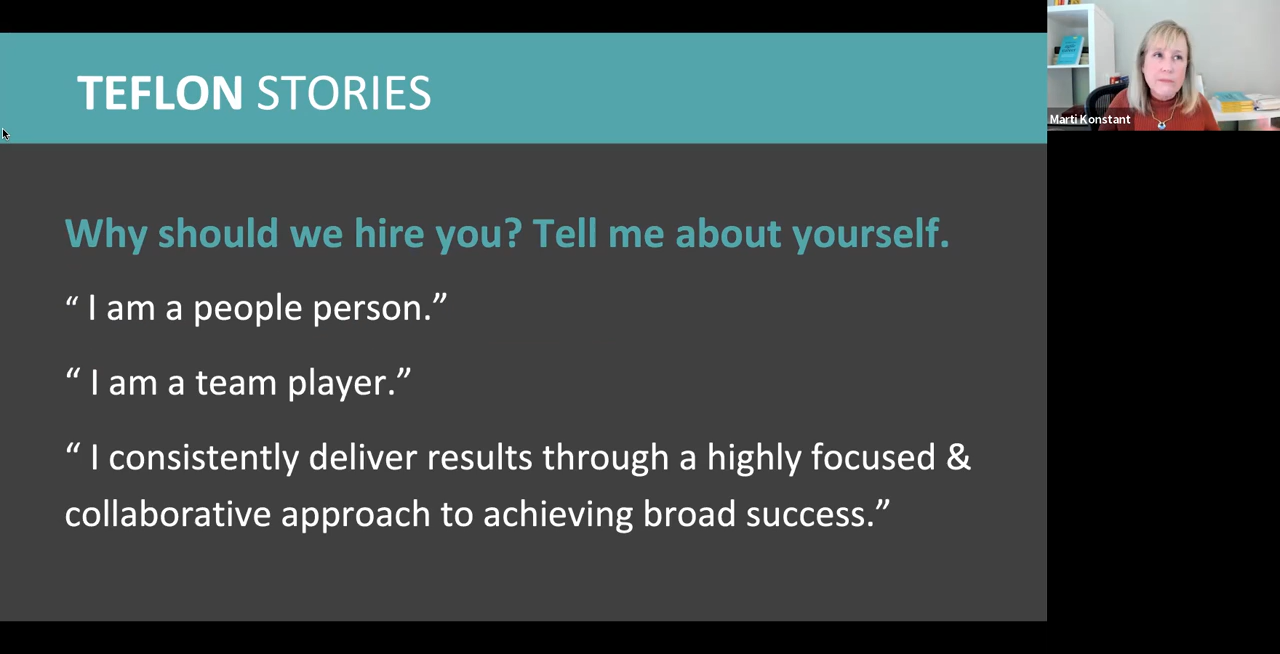 TEFLON STORIES
Marti Konstant
Why should we hire you? Tell me about yourself.
“ I am a people person.”
“ I am a team player.”
“ I consistently deliver results through a highly focused &
collaborative approach to achieving broad success.”